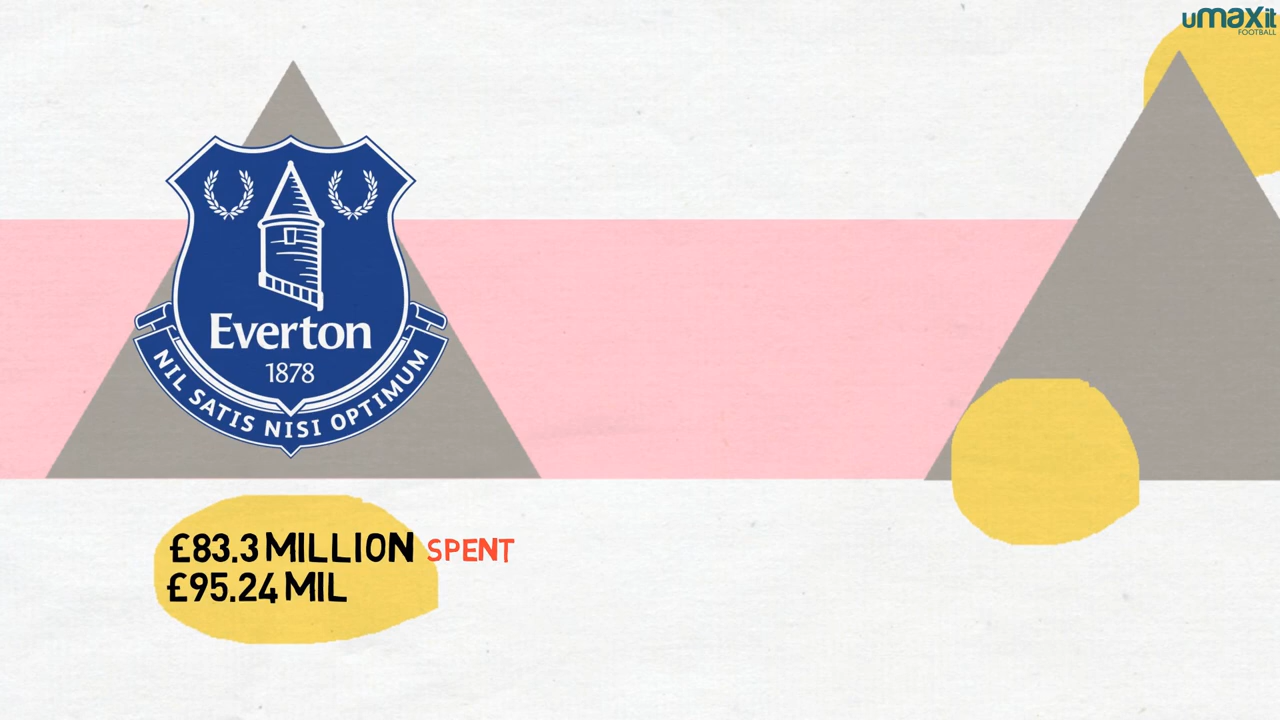 uMAXit
FOOTBALL
Everton
1878
NIL SATIS NISI OPTIMUM
£83.3 MILLION SPENT
£95.24 MIL